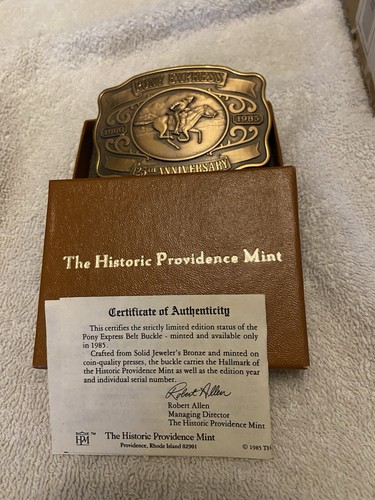 PONY EXPRESS
1860 1985
125TH ANNIVERSARY
The Historic Providence Mint
Certificate of Authenticity
This certifies the strictly limited edition status of the
Pony Express Belt Buckle - minted and available only
in 1985.
Crafted from Solid Jeweler's Bronze and minted on
coin-quality presses, the buckle carries the Hallmark of
the Historic Providence Mint as well as the edition year
and individual serial number.
Robert Allen
Robert Allen
Managing Director
The Historic Providence Mint
HPM ™
The Historic Providence Mint
Providence, Rhode Island 02901
© 1985 TH